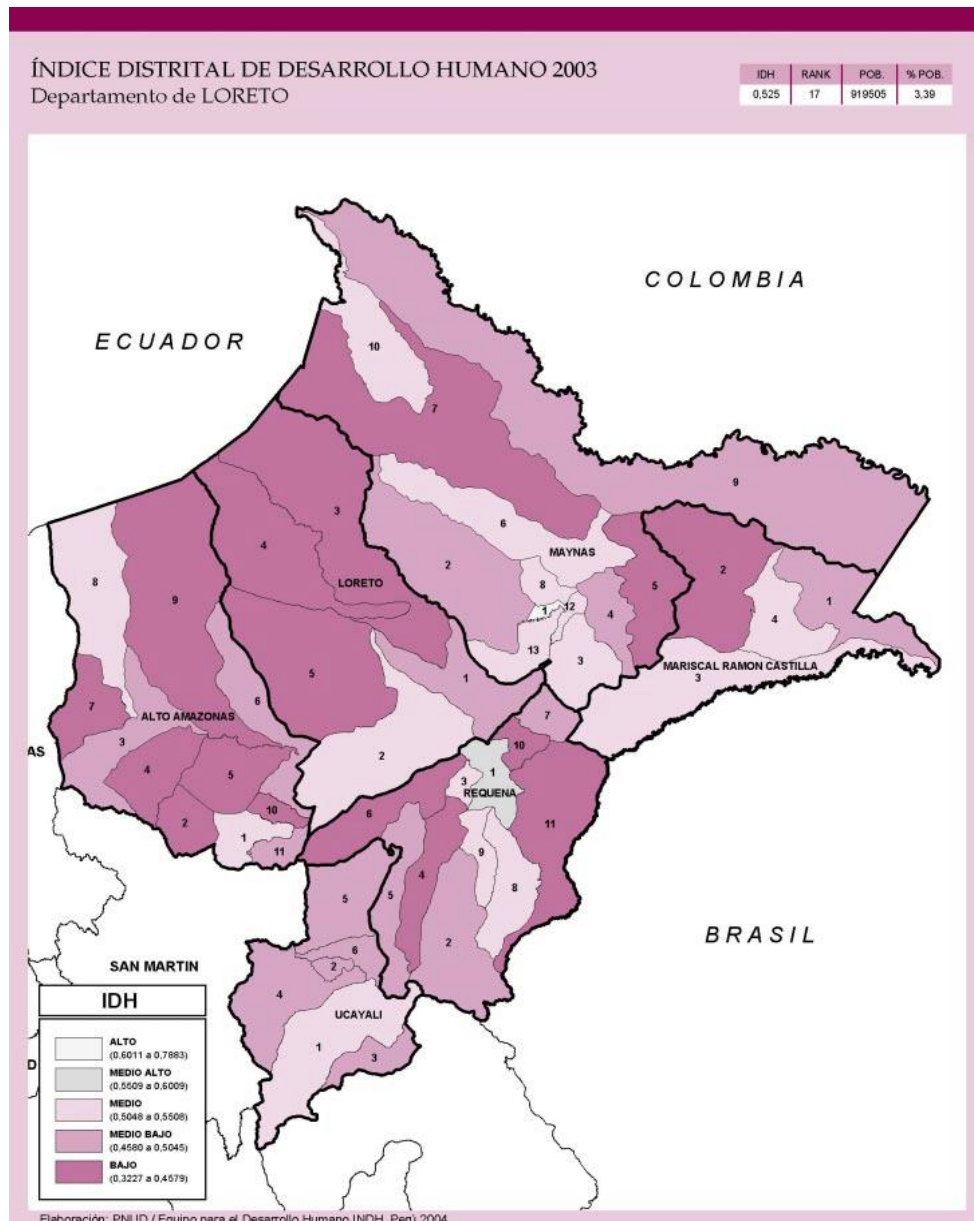 ÍNDICE DISTRITAL DE DESARROLLO HUMANO 2003
Departamento de LORETO
IDH RANK POB. % POB.
0,525 17 919505 3,39
COLOMBIA
ECUADOR
10
7
9
3
6
4
MAYNAS
2
2
8
LORETO
8
5
9
1
12
4
1
4
5
13
3
MARISCAL RAMON CASTILLA
3
1
7
6
7
ALTO AMAZONAS
3
10
AS
2
1
4
5
3
REQUENA
10
6
11
2
1
9
11
4
8
5
5
2
BRASIL
6
SAN MARTIN
2
4
UCAYALI
1
3
IDH
ALTO
(0,6011 a 0,7883)
D
MEDIO ALTO
(0,5509 a 0,6009)
MEDIO
(0,5048 a 0,5508)
MEDIO BAJO
(0,4580 a 0,5045)
BAJO
(0,3227 a 0,4579)
Elaboración: PNUD / Equipo para el Desarrollo Humano INDH, Perú 2004